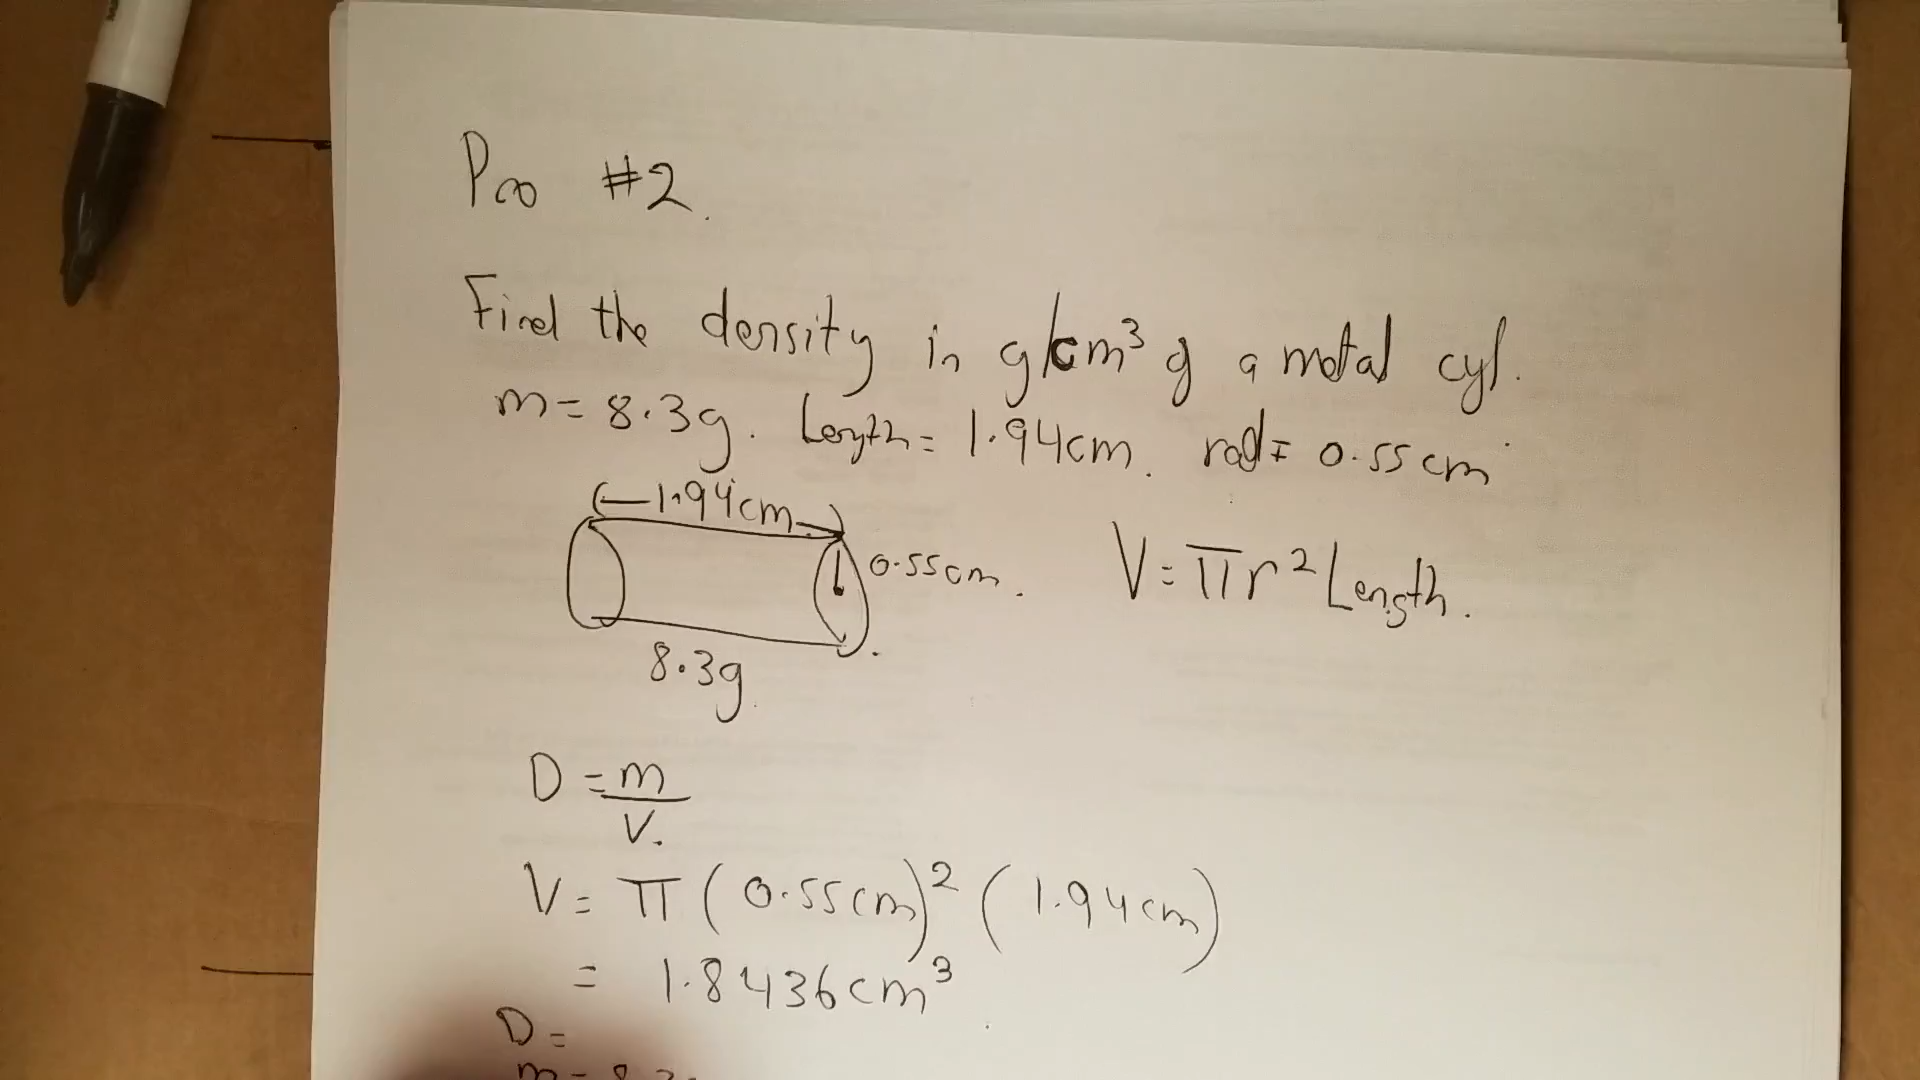 Pro #2.
Find the density in g/cm³ of a metal cyl.
m = 8.3g. Length = 1.94cm. rad = 0.55cm
1.94cm
0.55cm.
V = πr² Length.
8.3g
D = m
V.
V = π (0.55cm)² (1.94cm)
= 1.8436cm³
D =